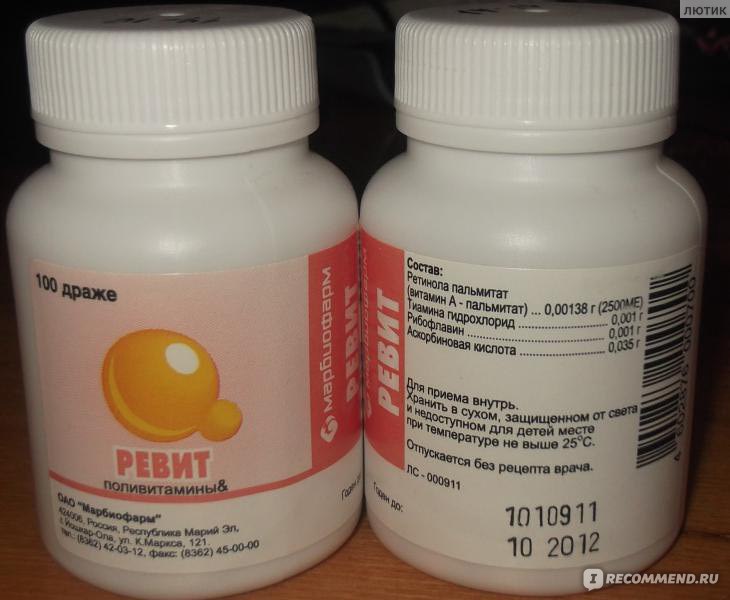 лютик
100 драже
РЕВИТ
поливитамины&
ОАО "Марбиофарм"
424006, Россия, Республика Марий Эл,
г. Йошкар-Ола, ул. К.Маркса, 121.
тел.: (8362) 42-03-12, факс: (8362) 45-00-00
марбиофарм
РЕВИТ
Годен
марбиофарм
РЕВИТ
Состав:
Ретинола пальмитат
(витамин А - пальмитат) ... 0,00138 г (2500МЕ)
Тиамина гидрохлорид ........ 0,001 г
Рибофлавин ........ 0,001 г
Аскорбиновая кислота ........ 0,035 г
Для приема внутрь.
Хранить в сухом, защищенном от света
и недоступном для детей месте
при температуре не выше 25°С.
Отпускается без рецепта врача.
ЛС - 000911
Годен до:
1010911
10 2012
IRECOMMEND.RU